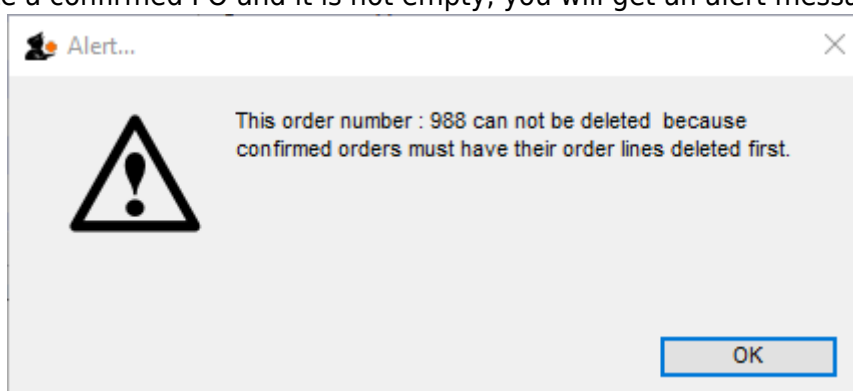 e a confirmed PO and it is not empty, you will get an alert messa
Alert...
This order number : 988 can not be deleted  because
confirmed orders must have their order lines deleted first.
OK